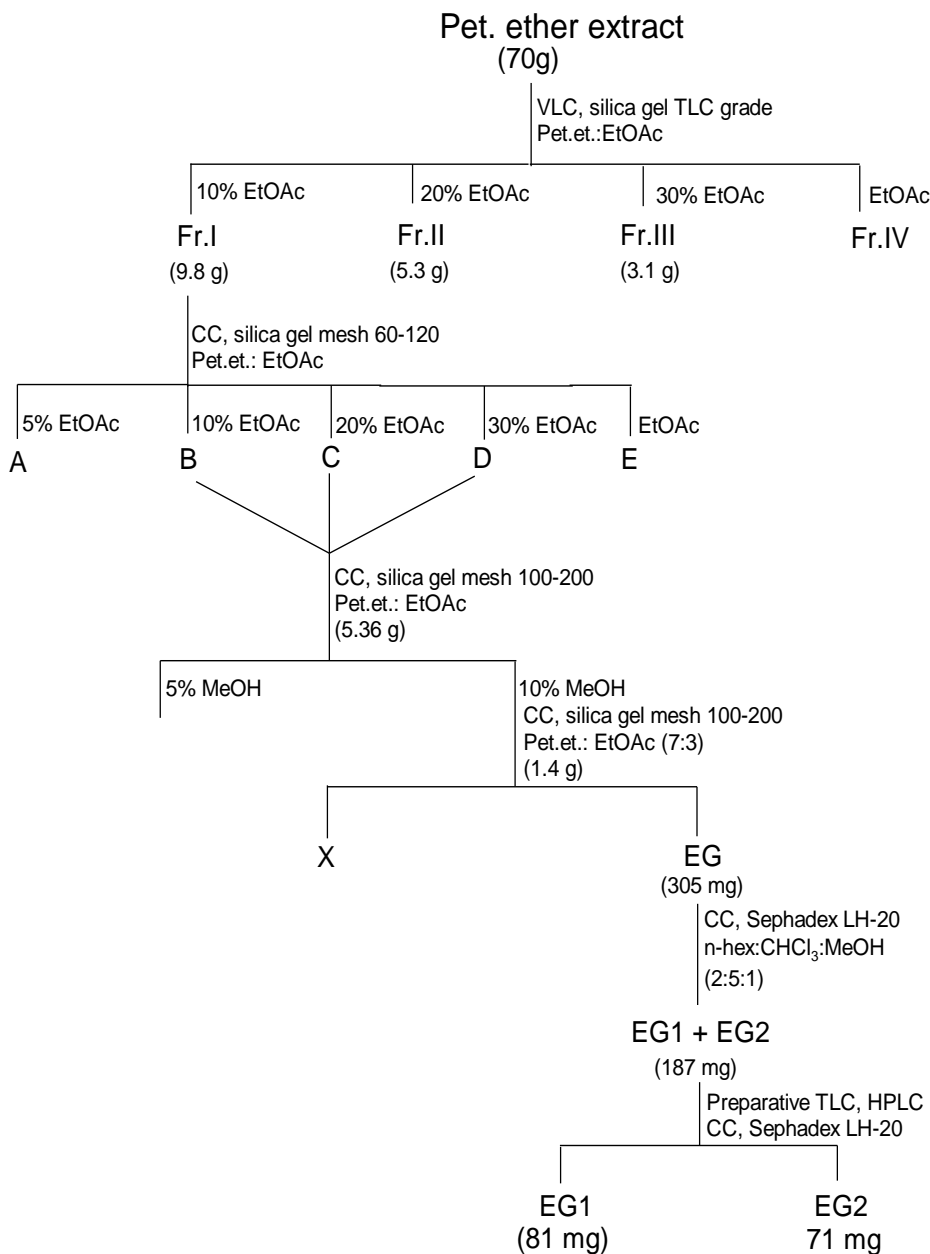 Pet. ether extract
(70g)
VLC, silica gel TLC grade
Pet.et.:EtOAc
10% EtOAc
20% EtOAc
30% EtOAc
EtOAc
Fr.I
Fr.II
Fr.III
Fr.IV
(9.8 g)
(5.3 g)
(3.1 g)
CC, silica gel mesh 60-120
Pet.et.: EtOAc
5% EtOAc
10% EtOAc
20% EtOAc
30% EtOAc
EtOAc
A
B
C
D
E
CC, silica gel mesh 100-200
Pet.et.: EtOAc
(5.36 g)
5% MeOH
10% MeOH
CC, silica gel mesh 100-200
Pet.et.: EtOAc (7:3)
(1.4 g)
X
EG
(305 mg)
CC, Sephadex LH-20
n-hex:CHCl₃:MeOH
(2:5:1)
EG1 + EG2
(187 mg)
Preparative TLC, HPLC
CC, Sephadex LH-20
EG1
(81 mg)
EG2
71 mg